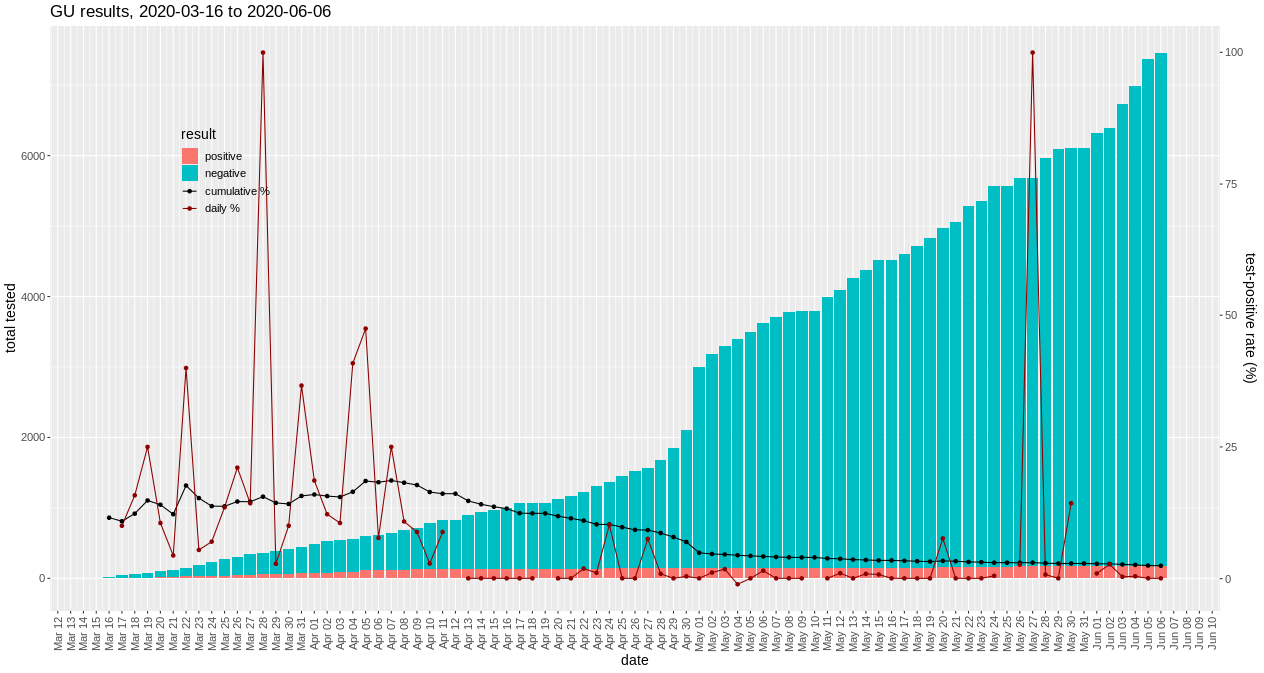 GU results, 2020-03-16 to 2020-06-06
total tested
6000
4000
2000
0
result
positive
negative
cumulative %
daily %
100
75
50
25
0
test-positive rate (%)
Mar 12
Mar 13
Mar 14
Mar 15
Mar 16
Mar 17
Mar 18
Mar 19
Mar 20
Mar 21
Mar 22
Mar 23
Mar 24
Mar 25
Mar 26
Mar 27
Mar 28
Mar 29
Mar 30
Mar 31
Apr 01
Apr 02
Apr 03
Apr 04
Apr 05
Apr 06
Apr 07
Apr 08
Apr 09
Apr 10
Apr 11
Apr 12
Apr 13
Apr 14
Apr 15
Apr 16
Apr 17
Apr 18
Apr 19
Apr 20
Apr 21
Apr 22
Apr 23
Apr 24
Apr 25
Apr 26
Apr 27
Apr 28
Apr 29
Apr 30
May 01
May 02
May 03
May 04
May 05
May 06
May 07
May 08
May 09
May 10
May 11
May 12
May 13
May 14
May 15
May 16
May 17
May 18
May 19
May 20
May 21
May 22
May 23
May 24
May 25
May 26
May 27
May 28
May 29
May 30
May 31
Jun 01
Jun 02
Jun 03
Jun 04
Jun 05
Jun 06
Jun 07
Jun 08
Jun 09
Jun 10
date